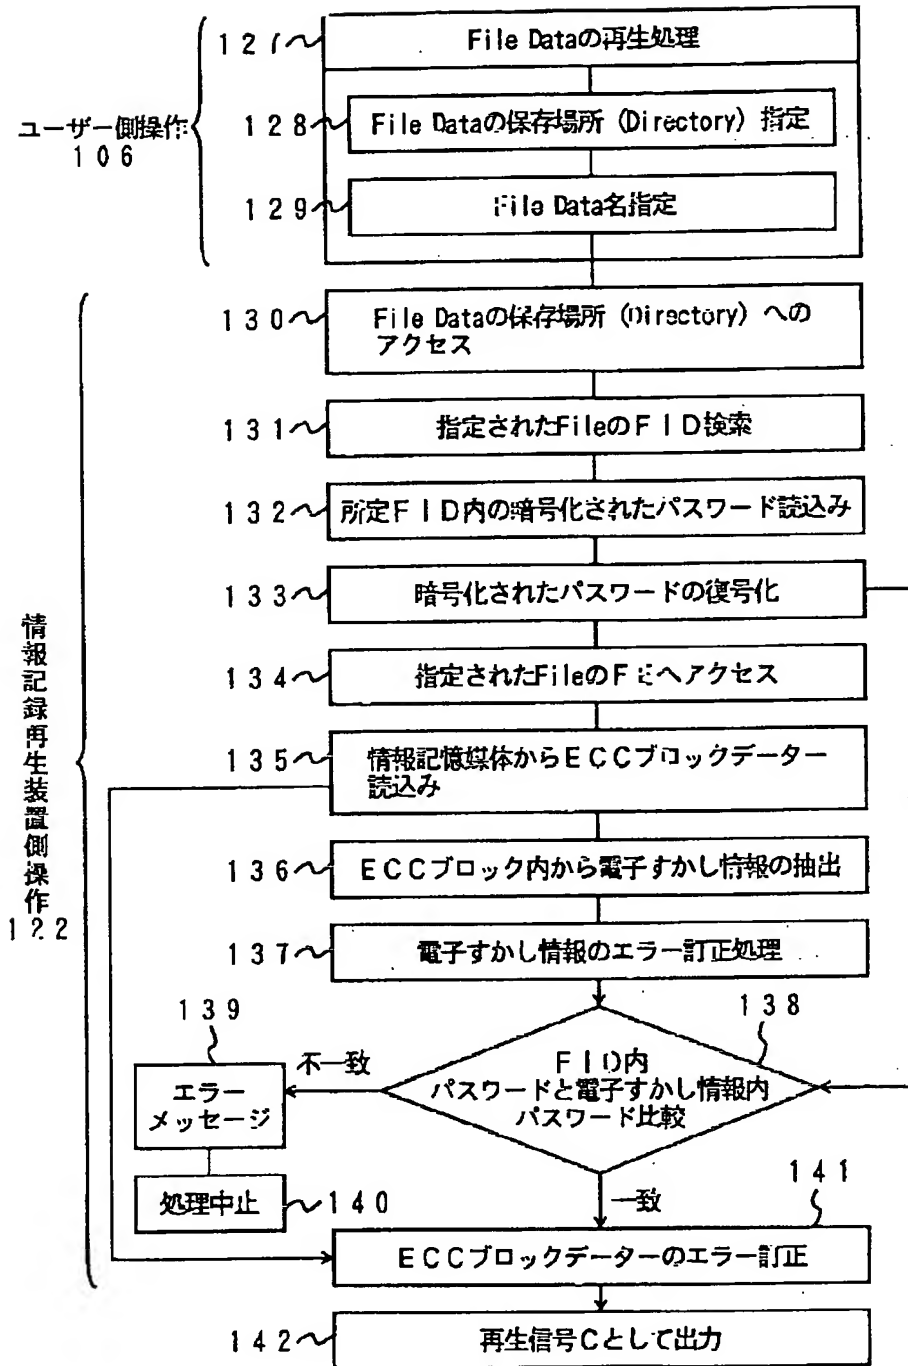 127
File Dataの再生処理
ユーザー側操作
106
128
File Dataの保存場所 (Directory) 指定
129
File Data名指定
130
File Dataの保存場所 (Directory) への
アクセス
131
指定されたFileのFID検索
132
所定FID内の暗号化されたパスワード読込み
133
暗号化されたパスワードの復号化
134
指定されたFileのFEへアクセス
情報記録再生装置側操作
122
135
情報記憶媒体からECCブロックデーター
読込み
136
ECCブロック内から電子すかし情報の抽出
137
電子すかし情報のエラー訂正処理
139
138
不一致
エラー
メッセージ
FID内
パスワードと電子すかし情報内
パスワード比較
処理中止
140
一致
141
ECCブロックデーターのエラー訂正
142
再生信号Cとして出力